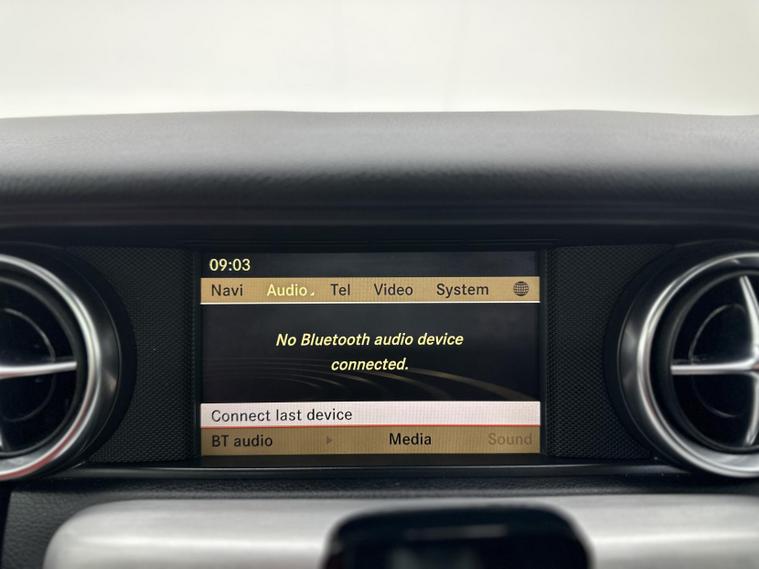 09:03
Navi Audio Tel Video System
No Bluetooth audio device
connected.
Connect last device
BT audio Media Sound